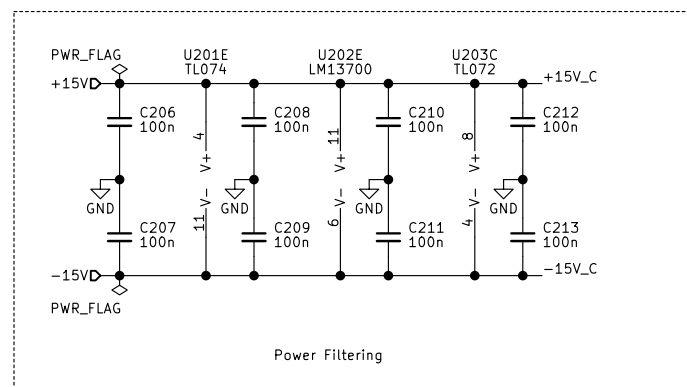 PWR_FLAG
U201E
TL074
U202E
LM13700
U203C
TL072
+15V
+15V_C
C206
100n
4
V+
C208
100n
11
V+
C210
100n
8
V+
C212
100n
GND
GND
GND
GND
V-
11
V-
6
V-
4
C207
100n
C209
100n
C211
100n
C213
100n
-15V
-15V_C
PWR_FLAG
Power Filtering